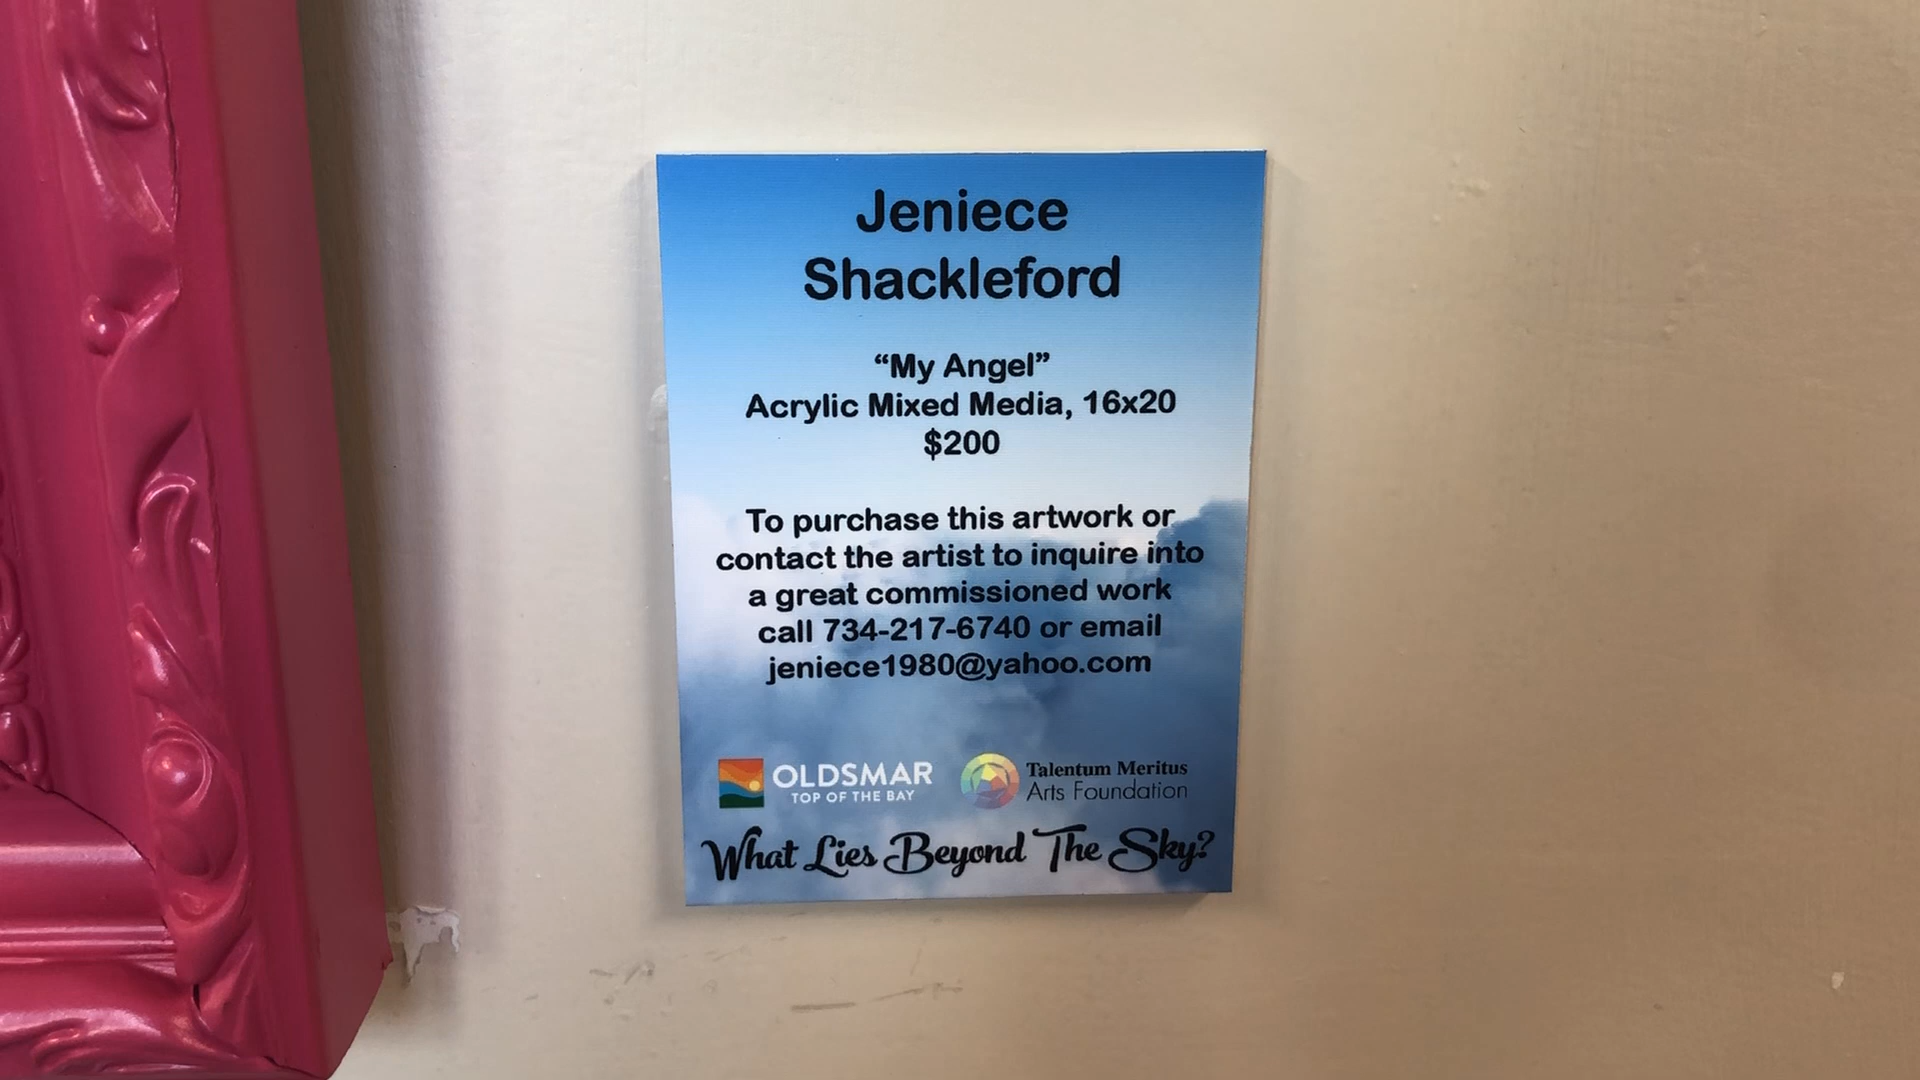 Jeniece
Shackleford
“My Angel”
Acrylic Mixed Media, 16x20
$200
To purchase this artwork or
contact the artist to inquire into
a great commissioned work
call 734-217-6740 or email
jeniece1980@yahoo.com
OLDSMAR
TOP OF THE BAY
Talentum Meritus
Arts Foundation
What Lies Beyond The Sky?